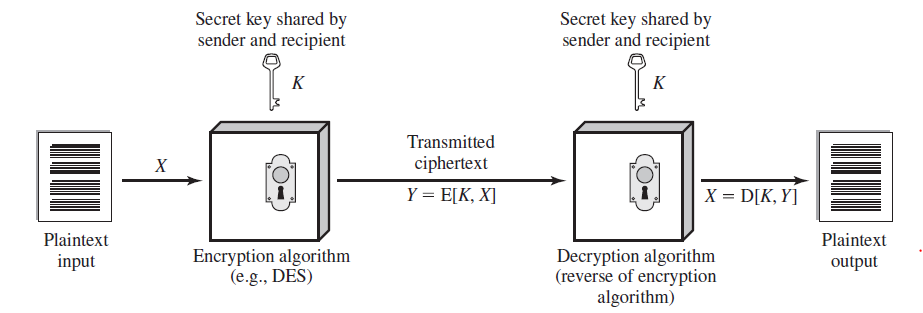 Secret key shared by
sender and recipient
K
Secret key shared by
sender and recipient
K
X
Transmitted
ciphertext
Y = E[K, X]
X = D[K, Y]
Plaintext
input
Encryption algorithm
(e.g., DES)
Decryption algorithm
(reverse of encryption
algorithm)
Plaintext
output